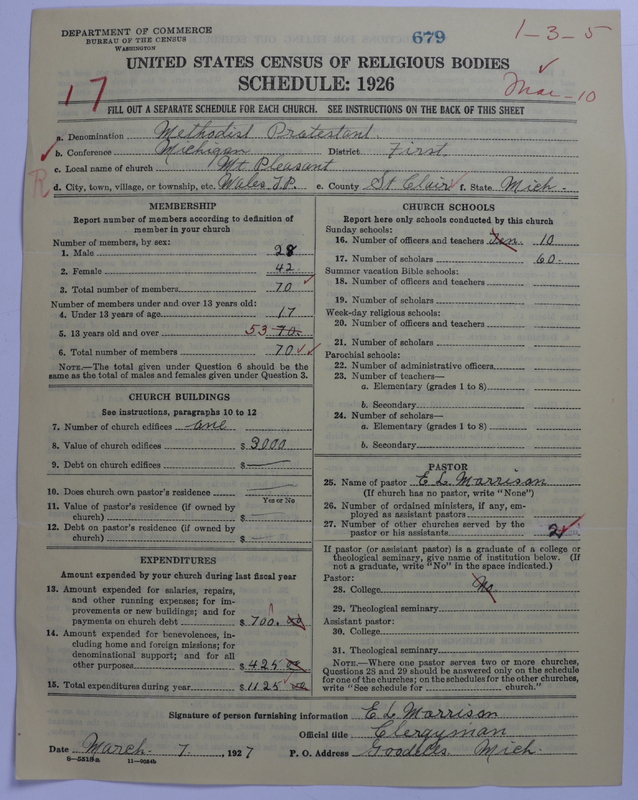 DEPARTMENT OF COMMERCE
BUREAU OF THE CENSUS
WASHINGTON
679
1-3-5
UNITED STATES CENSUS OF RELIGIOUS BODIES
SCHEDULE: 1926
17
Mar-10
FILL OUT A SEPARATE SCHEDULE FOR EACH CHURCH. SEE INSTRUCTIONS ON THE BACK OF THIS SHEET
a. Denomination Methodist Protestant.
b. Conference Michigan District First
c. Local name of church Mt Pleasant
R d. City, town, village, or township, etc. Wales T.P. e. County St Clair f. State Mich.
MEMBERSHIP
Report number of members according to definition of
member in your church
Number of members, by sex:
1. Male 28
2. Female 42
3. Total number of members 70
Number of members under and over 13 years old:
4. Under 13 years of age 17
5. 13 years old and over 53 70.
6. Total number of members 70
NOTE.—The total given under Question 6 should be
same as the total of males and females given under Question 3.
CHURCH BUILDINGS
See instructions, paragraphs 10 to 12
7. Number of church edifices one
8. Value of church edifices $ 3000
9. Debt on church edifices $ —
10. Does church own pastor's residence —
Yes or No
11. Value of pastor's residence (if owned by
church) $ —
12. Debt on pastor's residence (if owned by
church) $ —
EXPENDITURES
Amount expended by your church during last fiscal year
13. Amount expended for salaries, repairs,
and other running expenses; for im-
provements or new buildings; and for
payments on church debt $ 700. 00
14. Amount expended for benevolences, in-
cluding home and foreign missions; for
denominational support; and for all
other purposes $ 425 00
15. Total expenditures during year $ 1125 00
CHURCH SCHOOLS
Report here only schools conducted by this church
Sunday schools:
16. Number of officers and teachers Ten 10
17. Number of scholars 60.
Summer vacation Bible schools:
18. Number of officers and teachers
19. Number of scholars
Week-day religious schools:
20. Number of officers and teachers
21. Number of scholars
Parochial schools:
22. Number of administrative officers
23. Number of teachers—
a. Elementary (grades 1 to 8)
b. Secondary
24. Number of scholars—
a. Elementary (grades 1 to 8)
b. Secondary
PASTOR
25. Name of pastor E L. Morrison
(If church has no pastor, write "None")
26. Number of ordained ministers, if any, em-
ployed as assistant pastors
27. Number of other churches served by the
pastor or his assistants 2
If pastor (or assistant pastor) is a graduate of a college or
theological seminary, give name of institution below. (If
not a graduate, write "No" in the space indicated.)
Pastor:
28. College No
29. Theological seminary
Assistant pastor:
30. College
31. Theological seminary
NOTE.—Where one pastor serves two or more churches,
Questions 28 and 29 should be answered only on the schedule
for one of the churches; on the schedules for the other churches,
write "See schedule for church."
Signature of person furnishing information E L Morrison
Official title Clergyman
Date March. 7, 1927 P. O. Address Goodells. Mich.
11—9054b